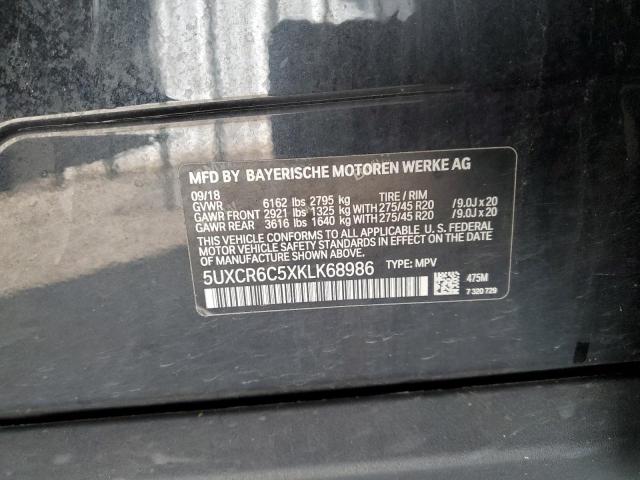 MFD BY BAYERISCHE MOTOREN WERKE AG
09/18
GVWR 6162 lbs 2795 kg TIRE / RIM
GAWR FRONT 2921 lbs 1325 kg WITH 275/45 R20 /9.0J x 20
GAWR REAR 3616 lbs 1640 kg WITH 275/45 R20 /9.0J x 20
THIS VEHICLE CONFORMS TO ALL APPLICABLE U. S. FEDERAL
MOTOR VEHICLE SAFETY STANDARDS IN EFFECT ON THE DATE
OF MANUFACTURE SHOWN ABOVE.
5UXCR6C5XKLK68986 TYPE: MPV
475M
7 320 729